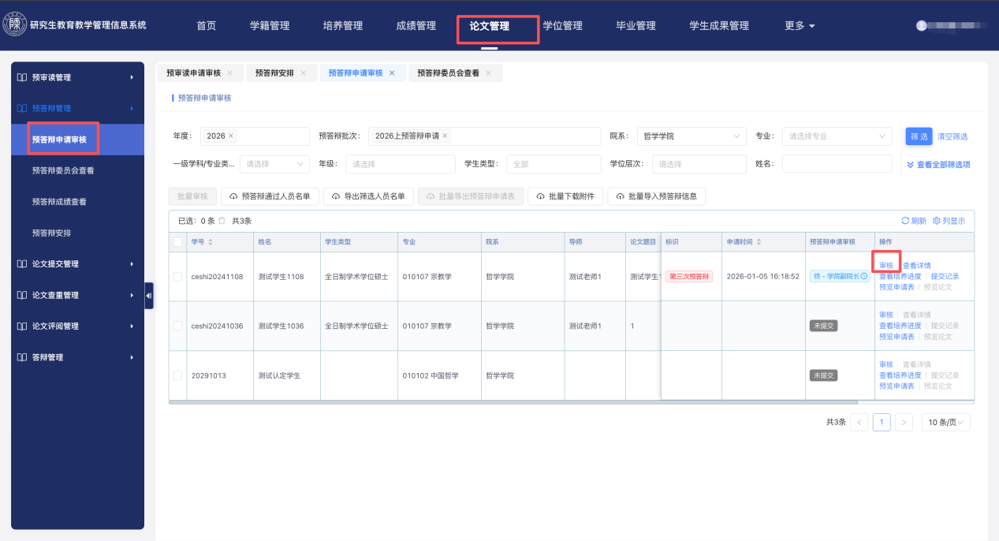 研究生教育教学管理信息系统 首页 学籍管理 培养管理 成绩管理 论文管理 学位管理 毕业管理 学生成果管理 更多
预审读管理
预答辩管理
预答辩申请审核
预答辩委员会查看
预答辩成绩查看
预答辩安排
论文提交管理
论文查重管理
论文评阅管理
答辩管理
预审读申请审核 × 预答辩安排 × 预答辩申请审核 × 预答辩委员会查看 ×
预答辩申请审核
年度: 2026 × 预答辩批次: 2026上预答辩申请 × 院系: 哲学学院 专业: 请选择专业 筛 选 清空筛选
一级学科/专业类... 请选择 年级: 请选择 学生类型: 全部 学位层次: 请选择 姓名: 查看全部筛选项
批量审核 预答辩通过人员名单 导出筛选人员名单 批量导出预答辩申请表 批量下载附件 批量导入预答辩信息
已选: 0 条 共3条 刷新 列显示
学号 姓名 学生类型 专业 院系 导师 论文题目 标识 申请时间 预答辩申请审核 操作
ceshi20241108 测试学生1108 全日制学术学位硕士 010107 宗教学 哲学学院 测试老师1 测试学生 第三次预答辩 2026-01-05 16:18:52 终 - 学院副院长 审核 查看详情
查看培养进度 提交记录
预览申请表 预览论文
ceshi20241036 测试学生1036 全日制学术学位硕士 010107 宗教学 哲学学院 测试老师1 1 未提交 审核 查看详情
查看培养进度 提交记录
预览申请表 预览论文
20291013 测试认定学生 010102 中国哲学 哲学学院 未提交 审核 查看详情
查看培养进度 提交记录
预览申请表 预览论文
共3条 < 1 > 10 条/页